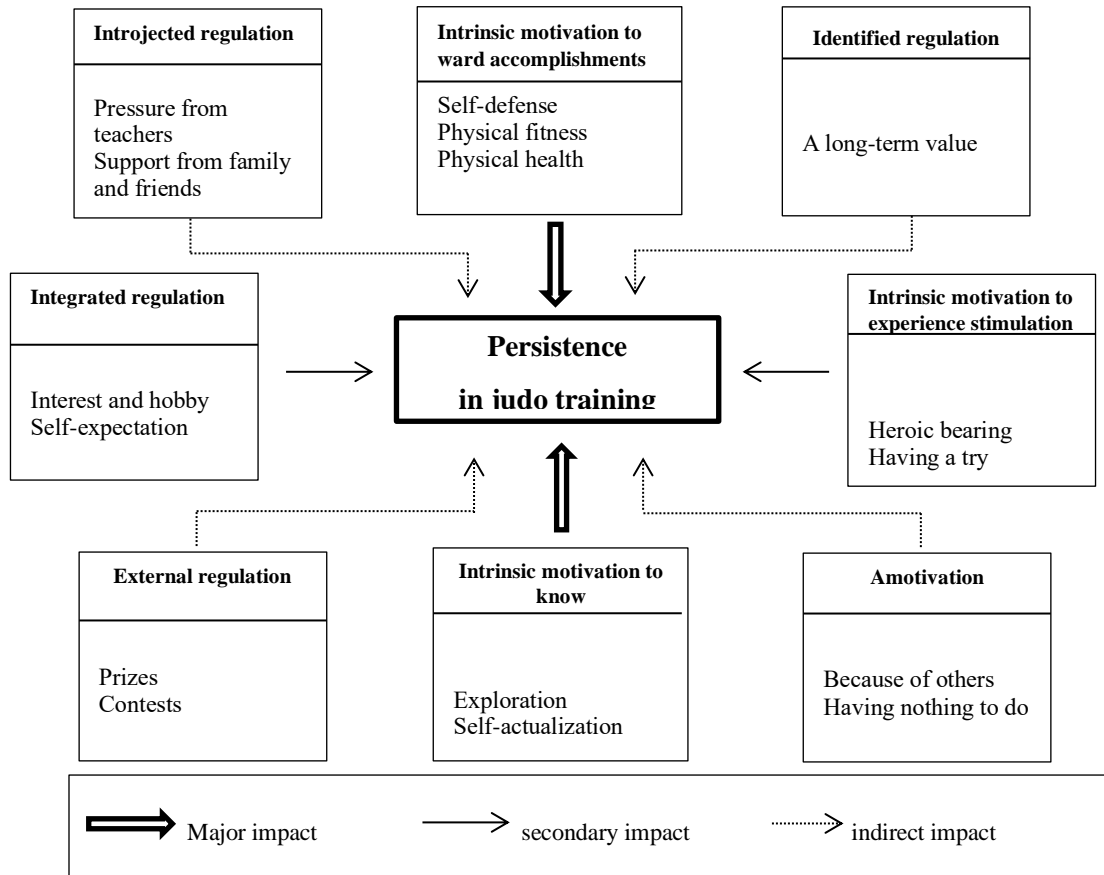 Introjected regulation
Pressure from
teachers
Support from family
and friends
Intrinsic motivation to
ward accomplishments
Self-defense
Physical fitness
Physical health
Identified regulation
A long-term value
Integrated regulation
Interest and hobby
Self-expectation
Persistence
in judo training
Intrinsic motivation to
experience stimulation
Heroic bearing
Having a try
External regulation
Prizes
Contests
Intrinsic motivation to
know
Exploration
Self-actualization
Amotivation
Because of others
Having nothing to do
Major impact
secondary impact
indirect impact